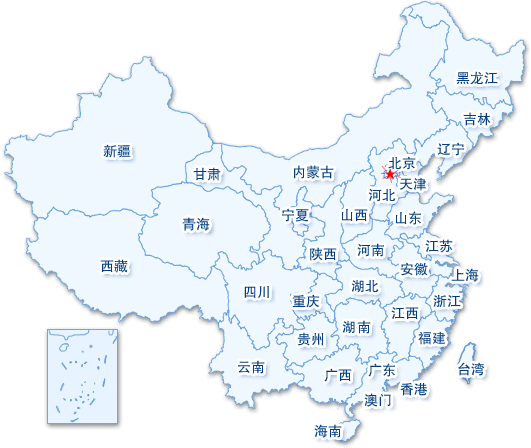 黑龙江
吉林
辽宁
北京
新疆
甘肃
内蒙古
天津
河北
宁夏
山西
山东
青海
陕西
河南
江苏
西藏
安徽
上海
四川
重庆
湖北
浙江
江西
湖南
贵州
福建
云南
广西
广东
台湾
香港
澳门
海南